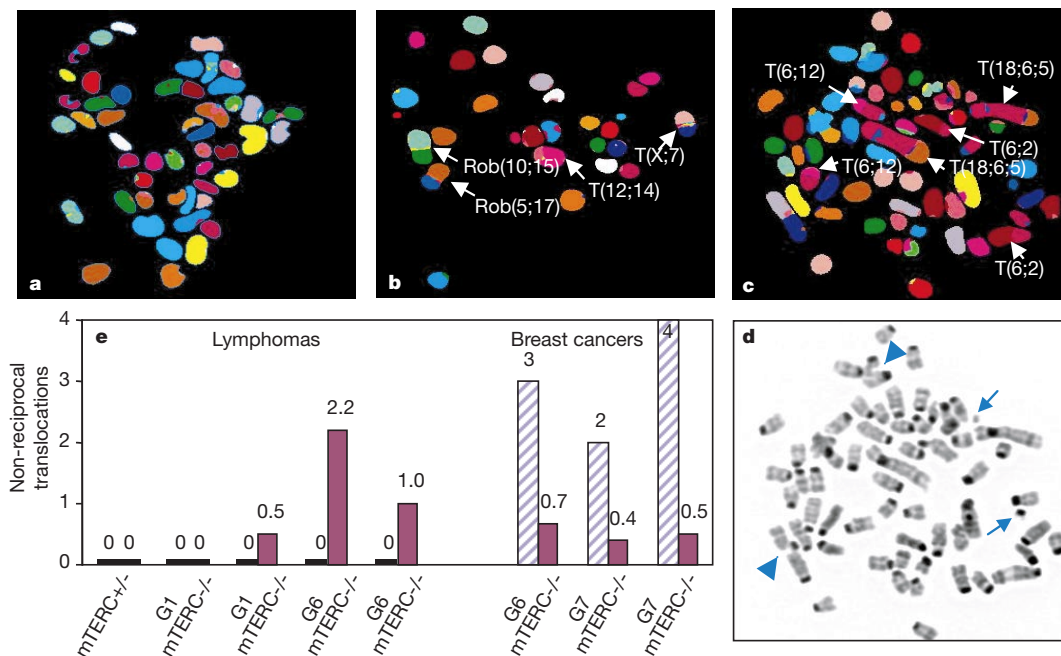 a
b
Rob(10;15)
Rob(5;17)
T(12;14)
T(X;7)
c
T(6;12)
T(18;6;5)
T(6;2)
T(6;12)
T(18;6;5)
T(6;2)
e
Lymphomas
Breast cancers
Non-reciprocal
translocations
4
3
2
1
0
0 0
0 0
0 0.5
0 2.2
0 1.0
3 0.7
2 0.4
4 0.5
mTERC+/-
G1
mTERC-/-
G1
mTERC-/-
G6
mTERC-/-
G6
mTERC-/-
G6
mTERC-/-
G7
mTERC-/-
G7
mTERC-/-
d